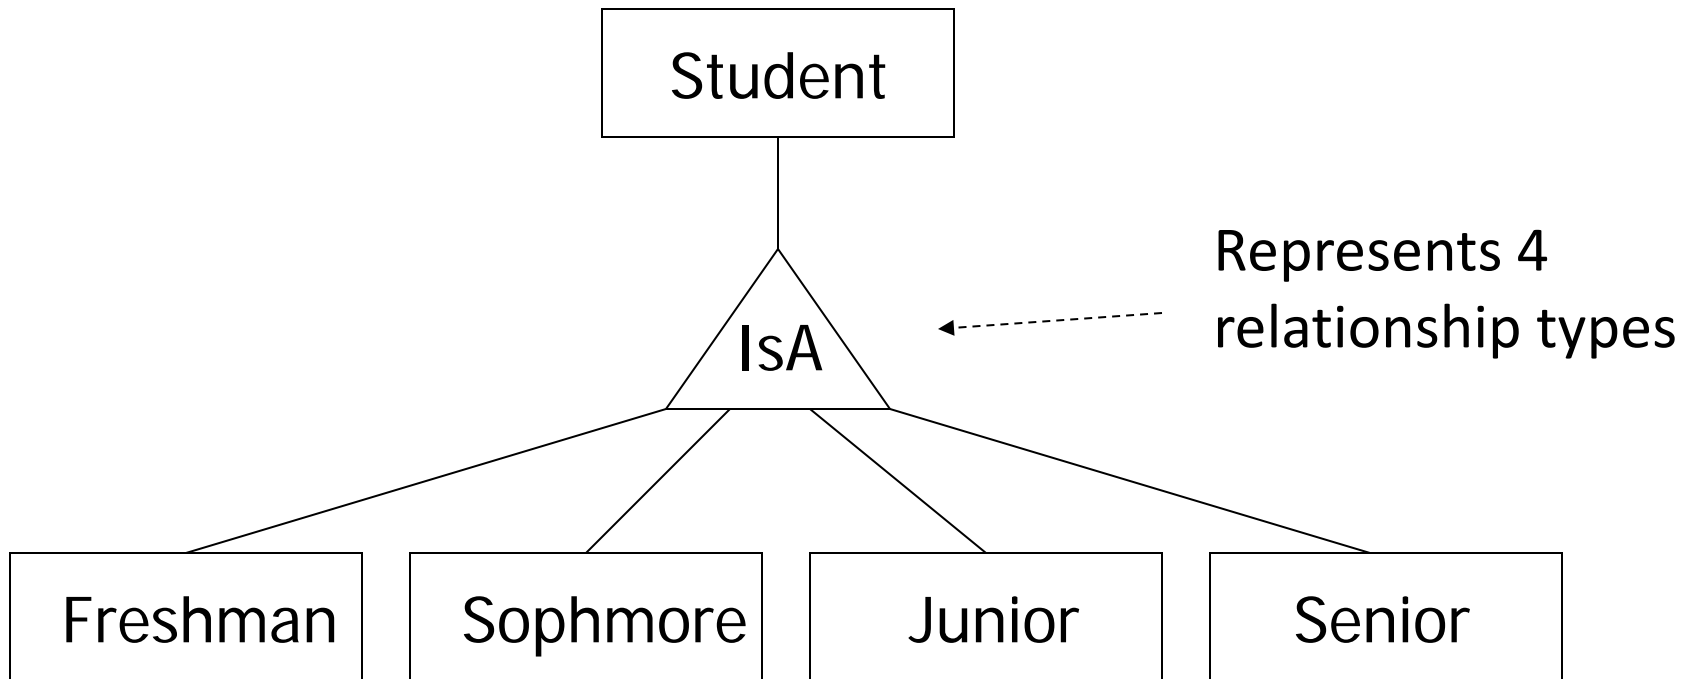 Student
Represents 4
relationship types
IsA
Freshman
Sophmore
Junior
Senior